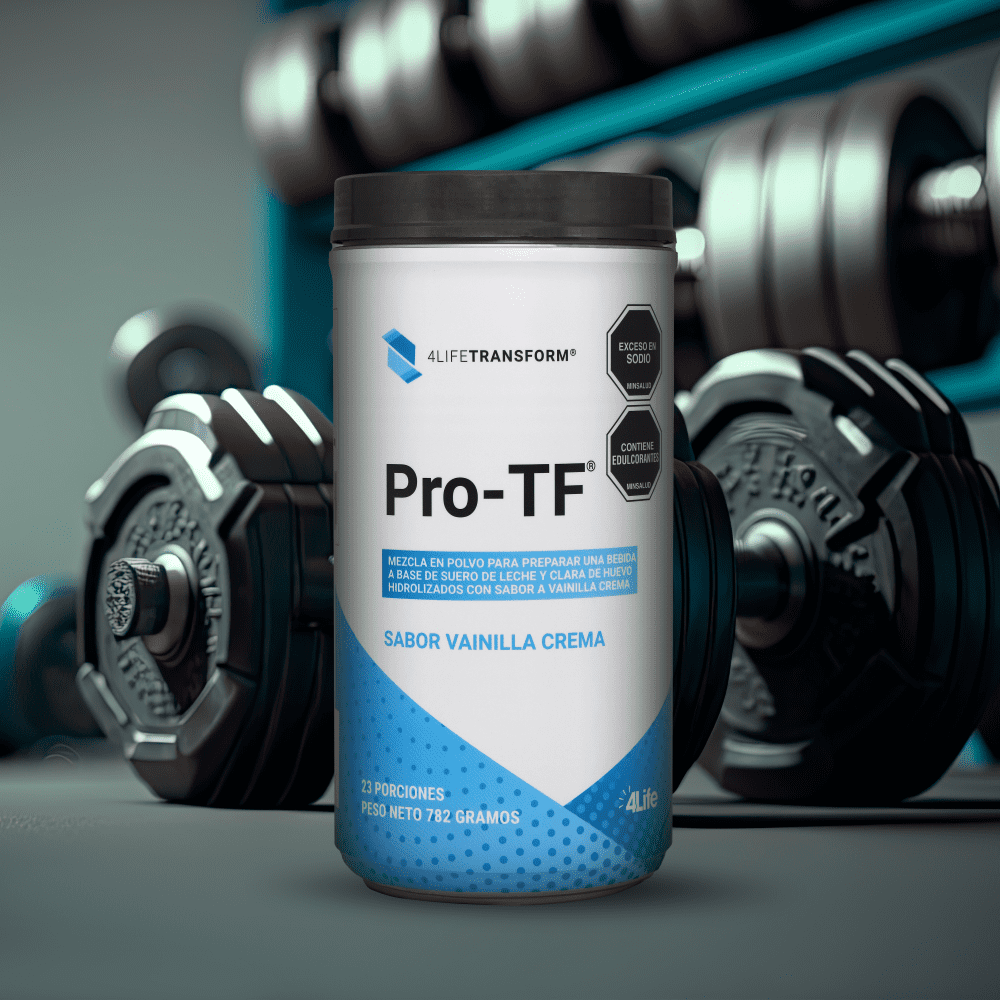 4LIFETRANSFORM®
EXCESO EN
SODIO
MINSALUD
CONTIENE
EDULCORANTES
MINSALUD
Pro-TF®
MEZCLA EN POLVO PARA PREPARAR UNA BEBIDA
A BASE DE SUERO DE LECHE Y CLARA DE HUEVO
HIDROLIZADOS CON SABOR A VAINILLA CREMA
SABOR VAINILLA CREMA
23 PORCIONES
PESO NETO 782 GRAMOS
4Life